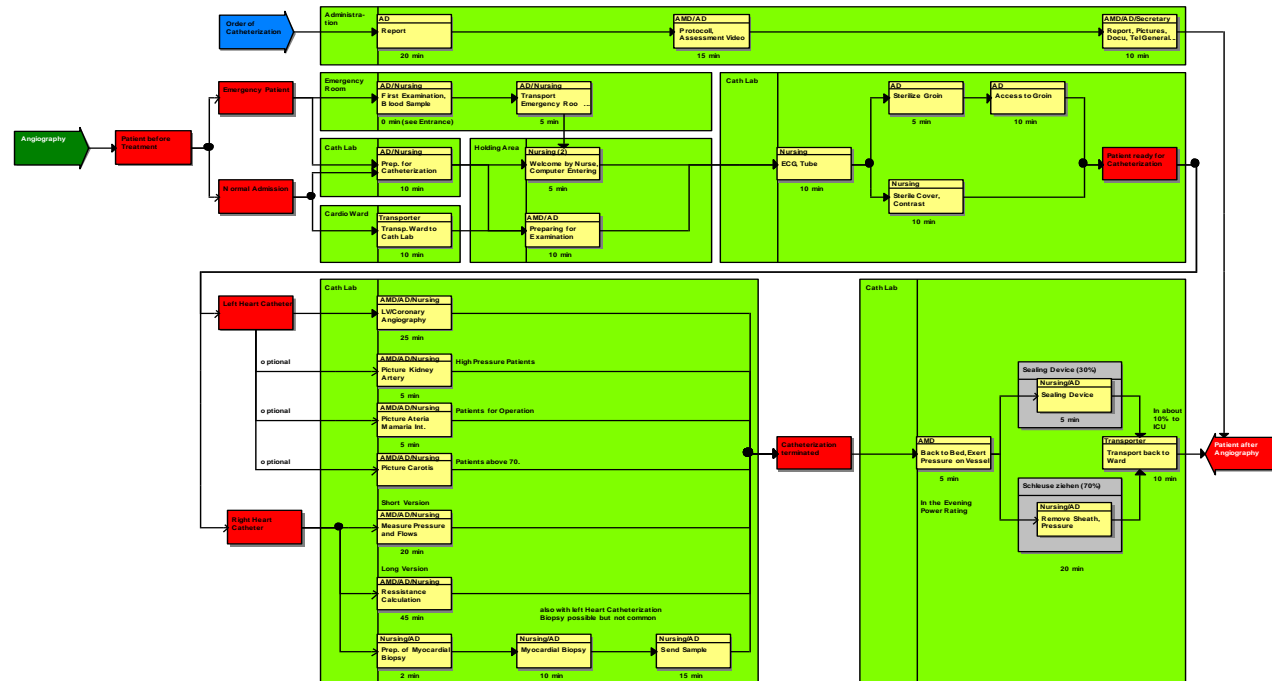 Order of
Catheterization
Administra-
tion
AD
Report
20 min
AMD/AD
Protocoll,
Assessment Video
15 min
AMD/AD/Secretary
Report, Pictures,
Docu, Tel General...
10 min
Angiography
Patient before
Treatment
Emergency Patient
Normal Admission
Emergency
Room
AD/Nursing
First Examination,
Blood Sample
0 min (see Entrance)
AD/Nursing
Transport
Emergency Roo ...
5 min
Cath Lab
AD/Nursing
Prep. for
Catheterization
10 min
Cardio Ward
Transporter
Transp. Ward to
Cath Lab
10 min
Holding Area
Nursing (2)
Welcome by Nurse,
Computer Entering
5 min
AMD/AD
Preparing for
Examination
10 min
Cath Lab
Nursing
ECG, Tube
10 min
AD
Sterilize Groin
5 min
AD
Access to Groin
10 min
Nursing
Sterile Cover,
Contrast
10 min
Patient ready for
Catheterization
Left Heart Catheter
Right Heart
Catheter
optional
optional
optional
Cath Lab
AMD/AD/Nursing
LV/Coronary
Angiography
25 min
AMD/AD/Nursing
Picture Kidney
Artery
5 min
High Pressure Patients
AMD/AD/Nursing
Picture Ateria
Mamaria Int.
5 min
Patients for Operation
AMD/AD/Nursing
Picture Carotis
Patients above 70.
Short Version
AMD/AD/Nursing
Measure Pressure
and Flows
20 min
Long Version
AMD/AD/Nursing
Ressistance
Calculation
45 min
also with left Heart Catheterization
Biopsy possible but not common
Nursing/AD
Prep. of Myocardial
Biopsy
2 min
Nursing/AD
Myocardial Biopsy
10 min
Nursing/AD
Send Sample
15 min
Catheterization
terminated
Cath Lab
AMD
Back to Bed, Exert
Pressure on Vessel
5 min
In the Evening
Power Rating
Sealing Device (30%)
Nursing/AD
Sealing Device
5 min
Schleuse ziehen (70%)
Nursing/AD
Remove Sheath,
Pressure
20 min
In about
10% to
ICU
Transporter
Transport back to
Ward
10 min
Patient after
Angiography